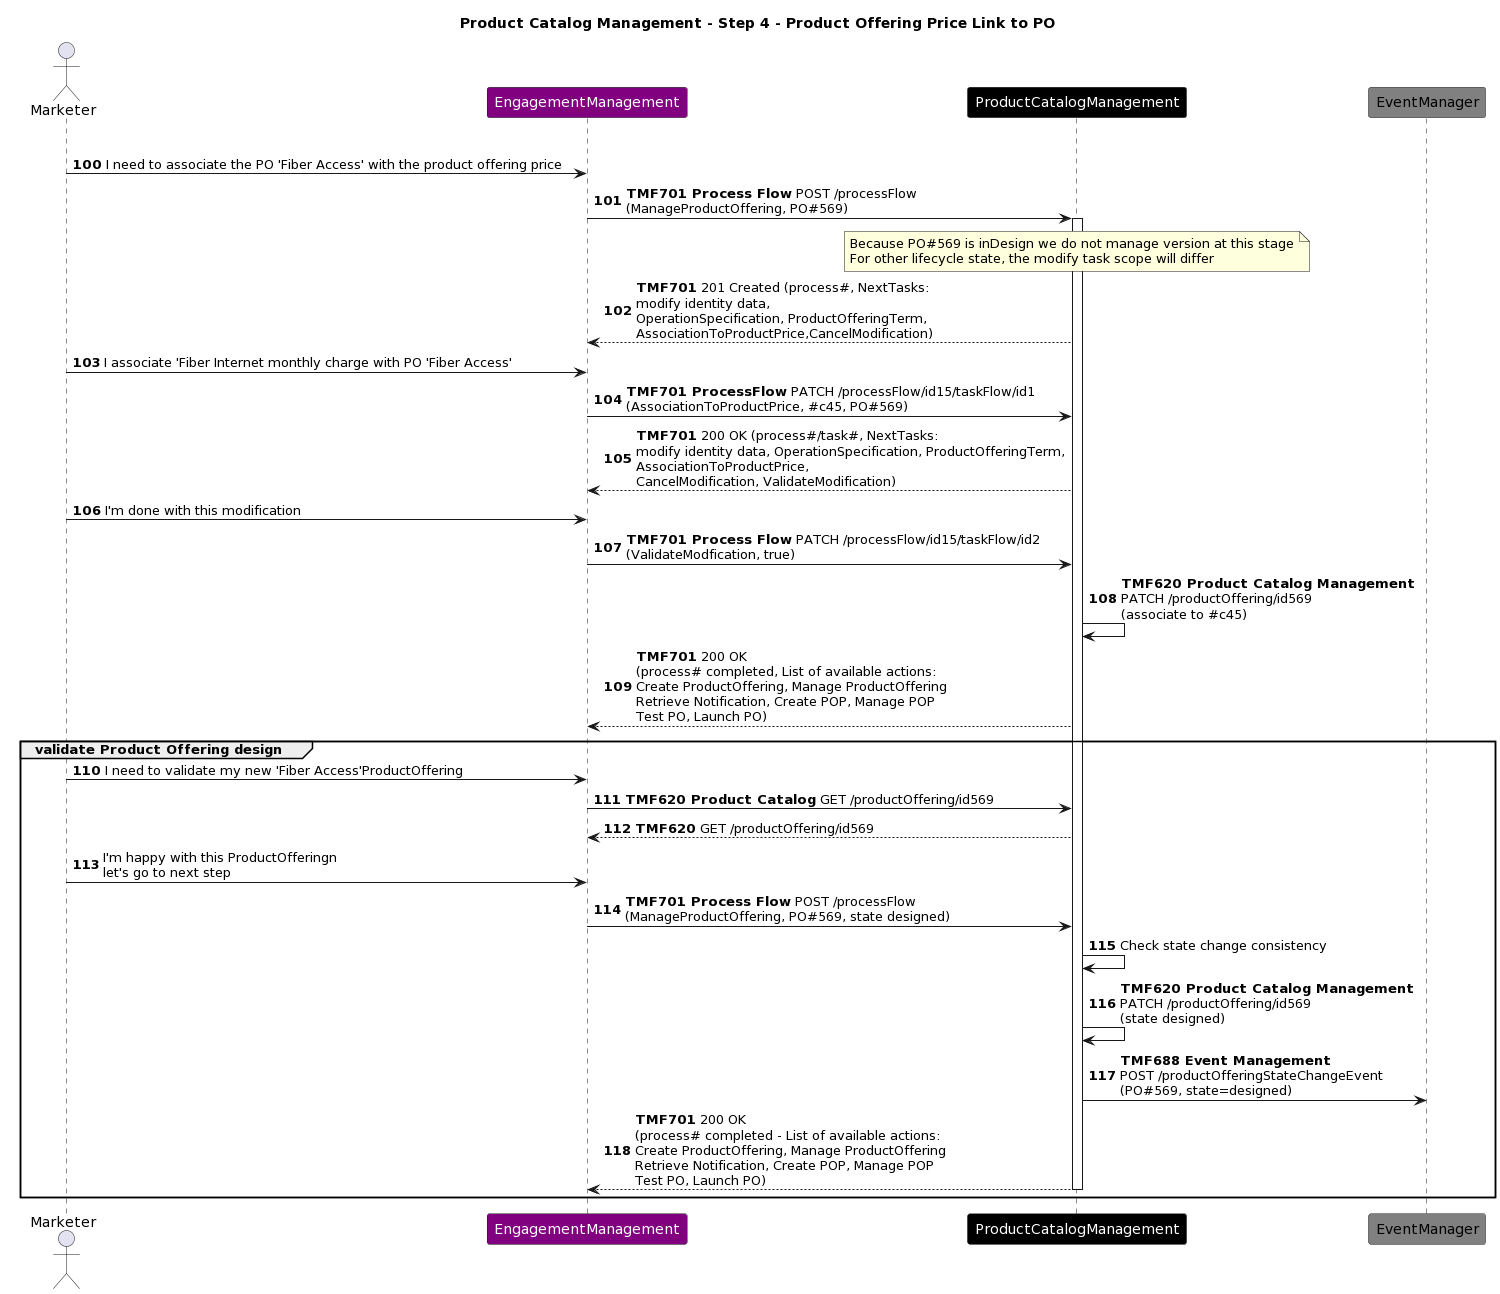 Product Catalog Management - Step 4 - Product Offering Price Link to PO
Marketer
EngagementManagement
ProductCatalogManagement
EventManager
100 I need to associate the PO 'Fiber Access' with the product offering price
101 TMF701 Process Flow POST /processFlow
(ManageProductOffering, PO#569)
Because PO#569 is inDesign we do not manage version at this stage
For other lifecycle state, the modify task scope will differ
102 TMF701 201 Created (process#, NextTasks:
modify identity data,
OperationSpecification, ProductOfferingTerm,
AssociationToProductPrice,CancelModification)
103 I associate 'Fiber Internet monthly charge with PO 'Fiber Access'
104 TMF701 ProcessFlow PATCH /processFlow/id15/taskFlow/id1
(AssociationToProductPrice, #c45, PO#569)
105 TMF701 200 OK (process#/task#, NextTasks:
modify identity data, OperationSpecification, ProductOfferingTerm,
AssociationToProductPrice,
CancelModification, ValidateModification)
106 I'm done with this modification
107 TMF701 Process Flow PATCH /processFlow/id15/taskFlow/id2
(ValidateModfication, true)
108 TMF620 Product Catalog Management
PATCH /productOffering/id569
(associate to #c45)
109 TMF701 200 OK
(process# completed, List of available actions:
Create ProductOffering, Manage ProductOffering
Retrieve Notification, Create POP, Manage POP
Test PO, Launch PO)
validate Product Offering design
110 I need to validate my new 'Fiber Access'ProductOffering
111 TMF620 Product Catalog GET /productOffering/id569
112 TMF620 GET /productOffering/id569
113 I'm happy with this ProductOfferingn
let's go to next step
114 TMF701 Process Flow POST /processFlow
(ManageProductOffering, PO#569, state designed)
115 Check state change consistency
116 TMF620 Product Catalog Management
PATCH /productOffering/id569
(state designed)
117 TMF688 Event Management
POST /productOfferingStateChangeEvent
(PO#569, state=designed)
118 TMF701 200 OK
(process# completed - List of available actions:
Create ProductOffering, Manage ProductOffering
Retrieve Notification, Create POP, Manage POP
Test PO, Launch PO)
Marketer
EngagementManagement
ProductCatalogManagement
EventManager